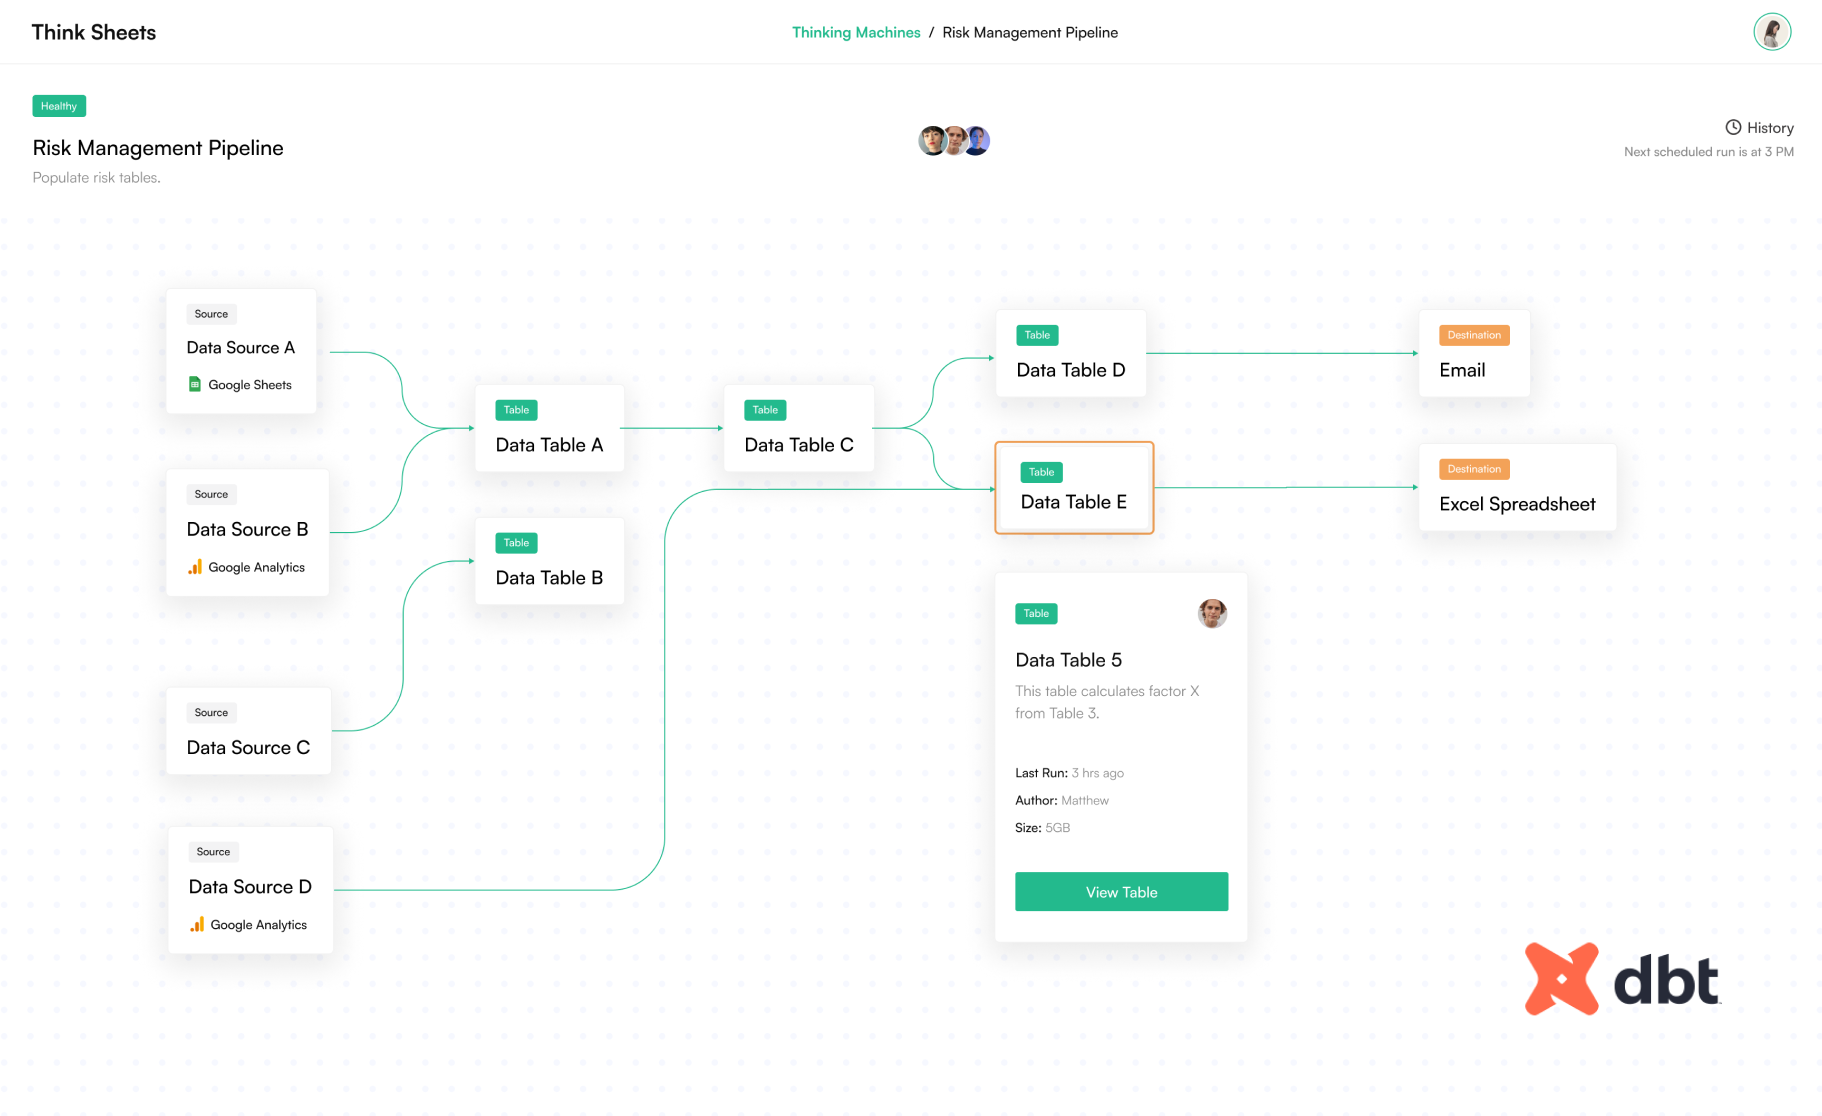 Think Sheets
Thinking Machines / Risk Management Pipeline
Healthy
Risk Management Pipeline
Populate risk tables.
History
Next scheduled run is at 3 PM
Source
Data Source A
Google Sheets
Source
Data Source B
Google Analytics
Source
Data Source C
Source
Data Source D
Google Analytics
Table
Data Table A
Table
Data Table B
Table
Data Table C
Table
Data Table D
Table
Data Table E
Destination
Email
Destination
Excel Spreadsheet
Table
Data Table 5
This table calculates factor X
from Table 3.
Last Run: 3 hrs ago
Author: Matthew
Size: 5GB
View Table
dbt